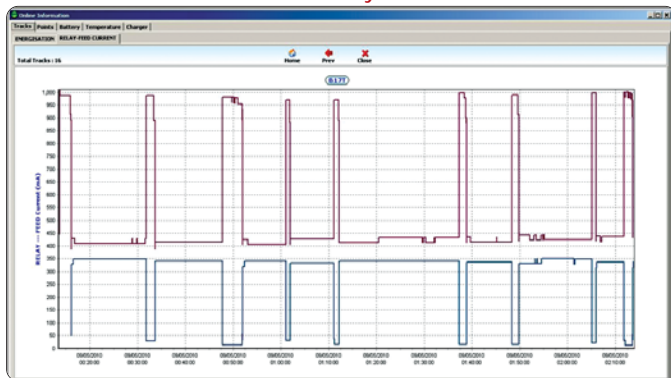 Online Information
Tracks Points Battery Temperature Charger
ENERGISATION RELAY-FEED CURRENT
Total Tracks : 16
Home Prev Close
B17T
RELAY --- FEED Current (mA)
1,000
950
900
850
800
750
700
650
600
550
500
450
400
350
300
250
200
150
100
50
0
09/05/2010 09/05/2010 09/05/2010 09/05/2010 09/05/2010 09/05/2010 09/05/2010 09/05/2010 09/05/2010 09/05/2010 09/05/2010 09/05/2010
00:20:00 00:30:00 00:40:00 00:50:00 01:00:00 01:10:00 01:20:00 01:30:00 01:40:00 01:50:00 02:00:00 02:10:00